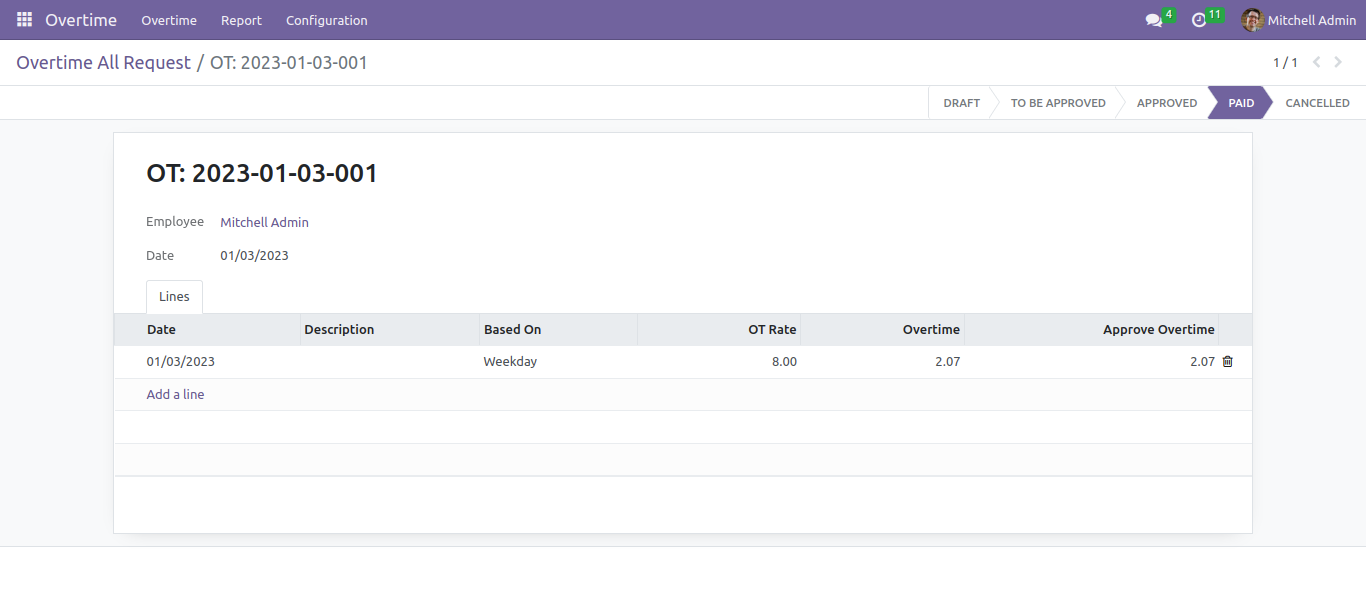 Overtime Overtime Report Configuration 4 11 Mitchell Admin
Overtime All Request / OT: 2023-01-03-001 1 / 1
DRAFT TO BE APPROVED APPROVED PAID CANCELLED
OT: 2023-01-03-001
Employee Mitchell Admin
Date 01/03/2023
Lines
Date Description Based On OT Rate Overtime Approve Overtime
01/03/2023 Weekday 8.00 2.07 2.07
Add a line